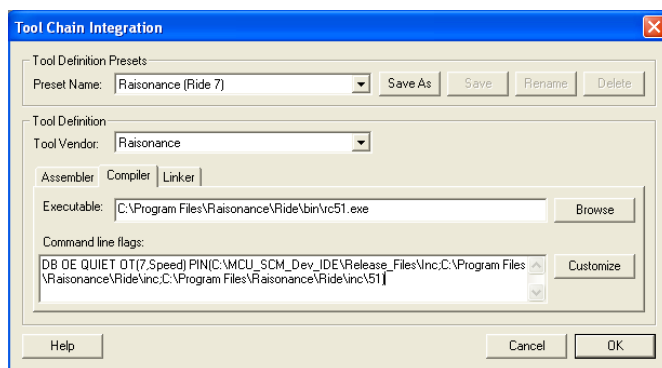 Tool Chain Integration
Tool Definition Presets
Preset Name: Raisonance (Ride 7) Save As Save Rename Delete
Tool Definition
Tool Vendor: Raisonance
Assembler Compiler Linker
Executable: C:\Program Files\Raisonance\Ride\bin\rc51.exe Browse
Command line flags:
DB OE QUIET OT(7,Speed) PIN(C:\MCU_SCM_Dev_IDE\Release_Files\Inc;C:\Program Files
\Raisonance\Ride\inc;C:\Program Files\Raisonance\Ride\inc\51) Customize
Help Cancel OK